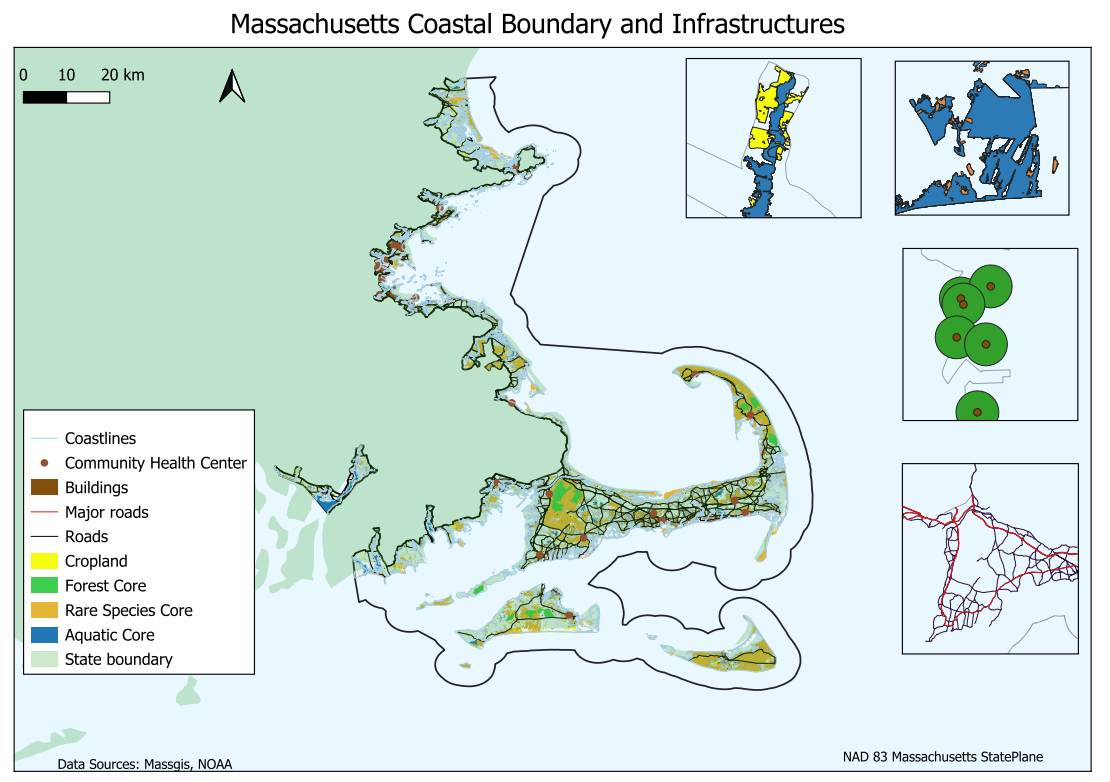 Massachusetts Coastal Boundary and Infrastructures
0 10 20 km
Coastlines
Community Health Center
Buildings
Major roads
Roads
Cropland
Forest Core
Rare Species Core
Aquatic Core
State boundary
Data Sources: Massgis, NOAA
NAD 83 Massachusetts StatePlane